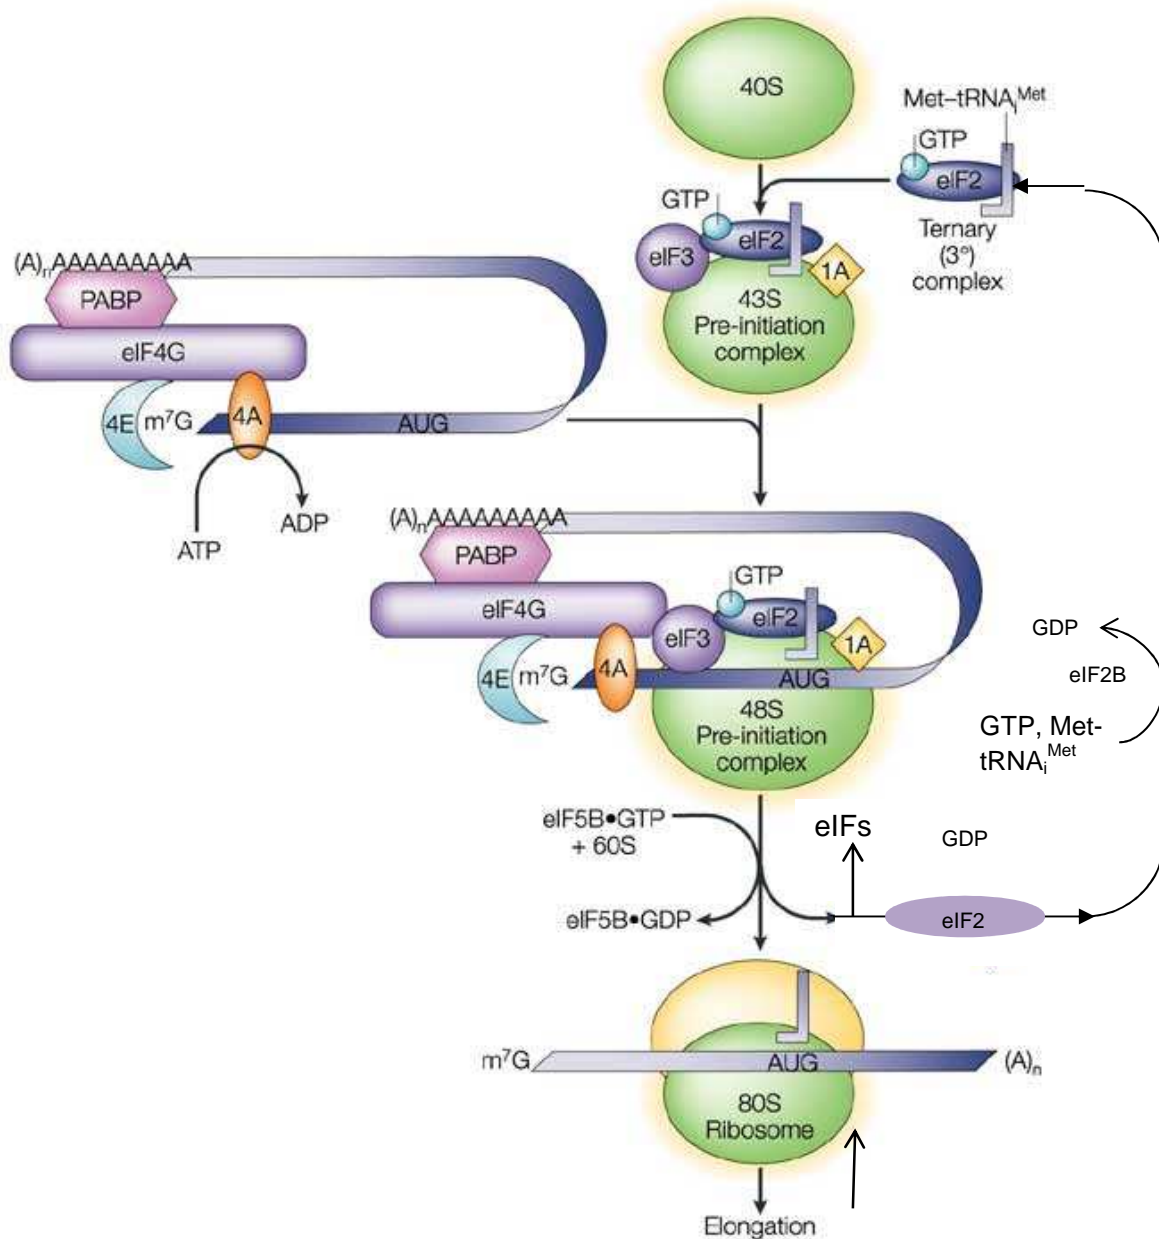 40S
Met–tRNAᵢᴹᵉᵗ
GTP
eIF2
Ternary
(3°)
complex
GTP
eIF2
eIF3
1A
43S
Pre-initiation
complex
(A)ₙAAAAAAAAA
PABP
eIF4G
4E
m⁷G
4A
AUG
ATP
ADP
(A)ₙAAAAAAAAA
PABP
eIF4G
GTP
eIF2
eIF3
1A
4E
m⁷G
4A
AUG
48S
Pre-initiation
complex
GDP
eIF2B
GTP, Met-
tRNAᵢᴹᵉᵗ
eIF5B•GTP
+ 60S
eIF5B•GDP
eIFs
GDP
eIF2
m⁷G
AUG
(A)ₙ
80S
Ribosome
Elongation